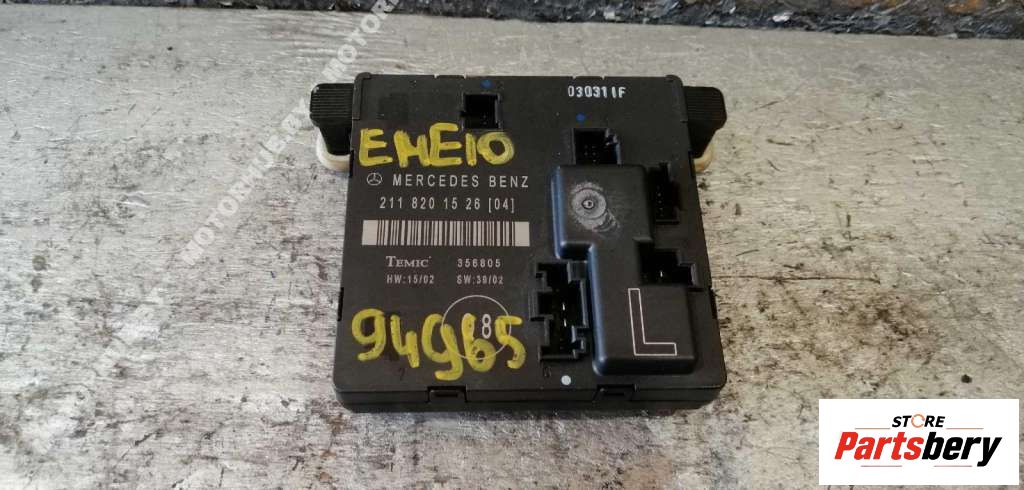 030311F
EME10
MERCEDES BENZ
211 820 15 26 [04]
TEMIC 356805
HW:15/02 SW:39/02
8
94965
L
STORE
Partsbery